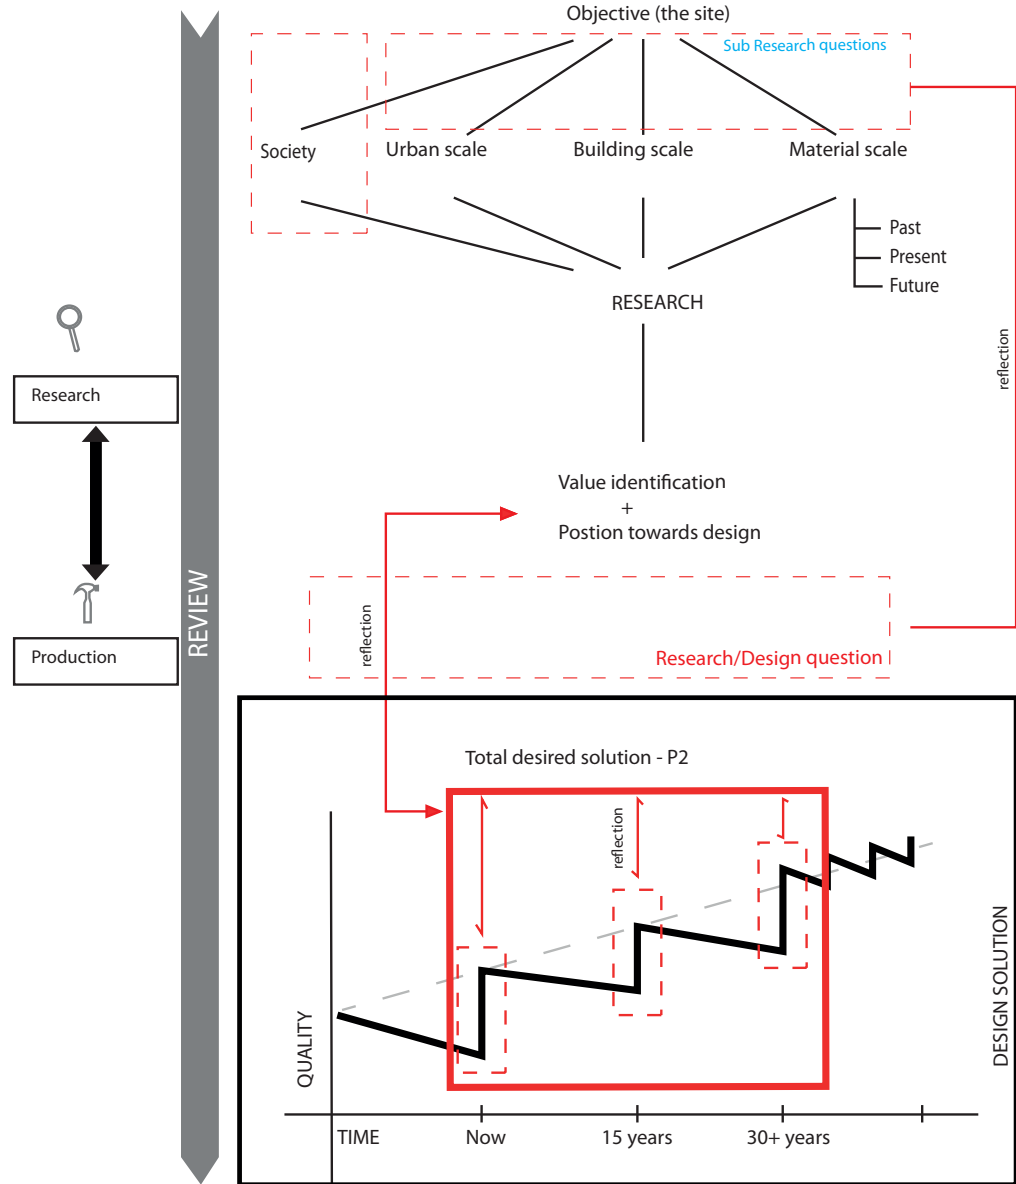 Objective (the site)
Sub Research questions
Society
Urban scale
Building scale
Material scale
Past
Present
Future
RESEARCH
reflection
Research
Value identification
+
Postion towards design
REVIEW
reflection
Production
Research/Design question
Total desired solution - P2
reflection
QUALITY
DESIGN SOLUTION
TIME
Now
15 years
30+ years